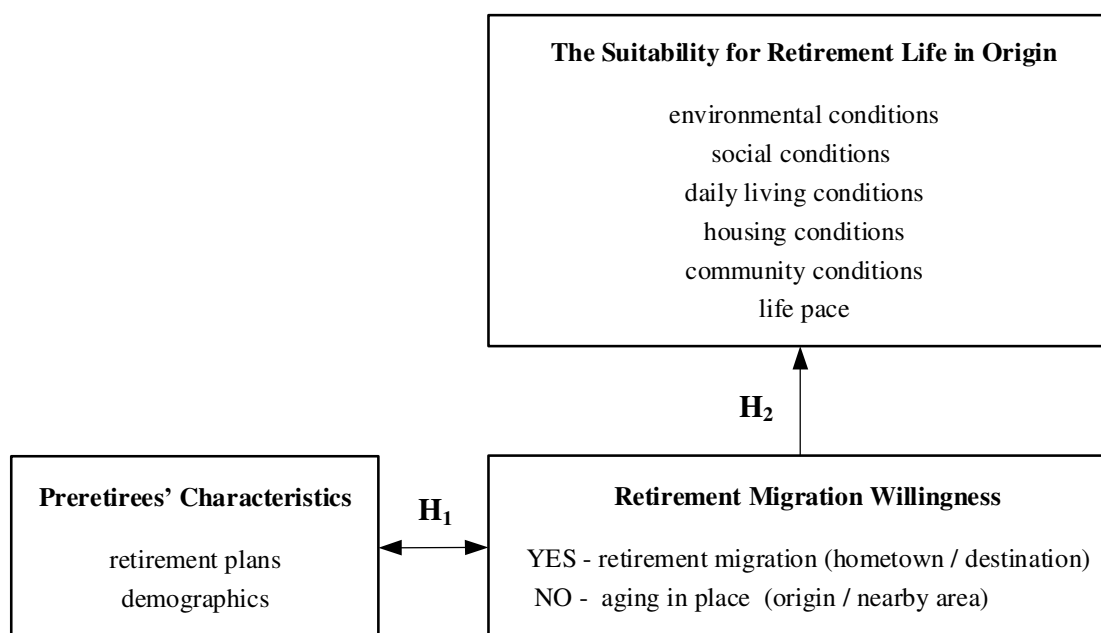 The Suitability for Retirement Life in Origin
environmental conditions
social conditions
daily living conditions
housing conditions
community conditions
life pace
H₂
Preretirees’ Characteristics
retirement plans
demographics
H₁
Retirement Migration Willingness
YES - retirement migration (hometown / destination)
NO - aging in place (origin / nearby area)